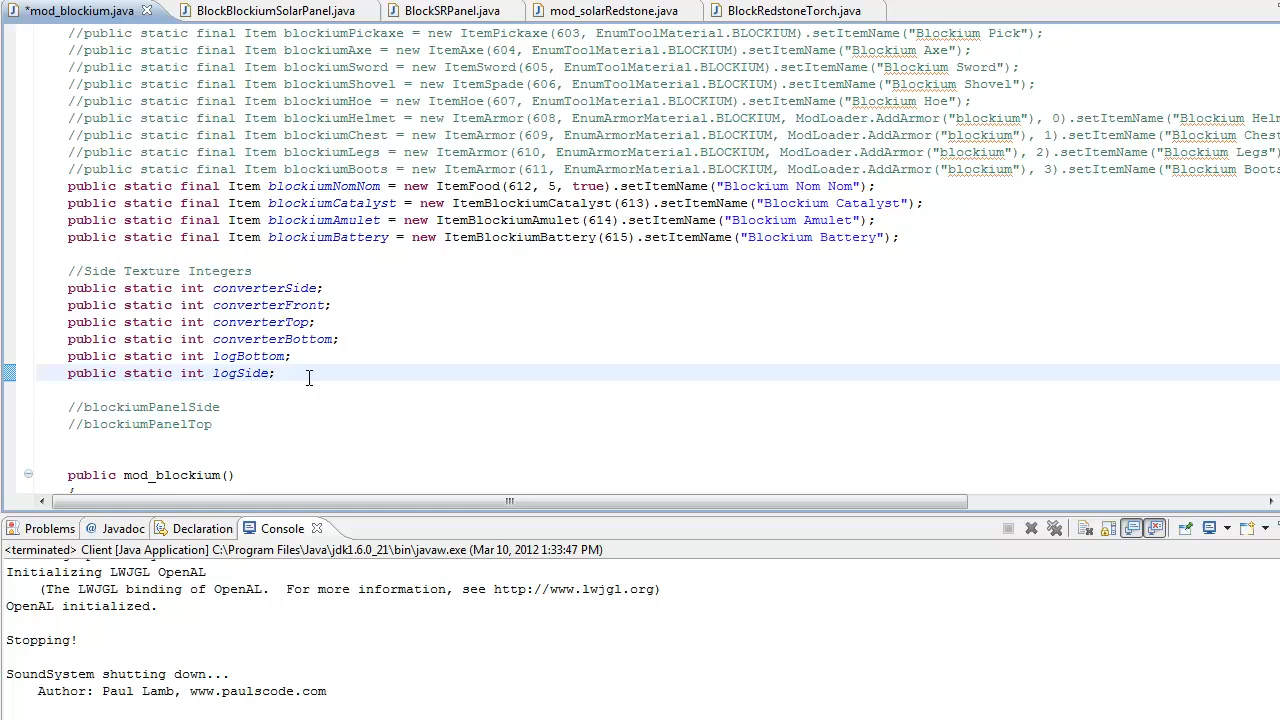 *mod_blockium.java BlockBlockiumSolarPanel.java BlockSRPanel.java mod_solarRedstone.java BlockRedstoneTorch.java
//public static final Item blockiumPickaxe = new ItemPickaxe(603, EnumToolMaterial.BLOCKIUM).setItemName("Blockium Pick");
//public static final Item blockiumAxe = new ItemAxe(604, EnumToolMaterial.BLOCKIUM).setItemName("Blockium Axe");
//public static final Item blockiumSword = new ItemSword(605, EnumToolMaterial.BLOCKIUM).setItemName("Blockium Sword");
//public static final Item blockiumShovel = new ItemSpade(606, EnumToolMaterial.BLOCKIUM).setItemName("Blockium Shovel");
//public static final Item blockiumHoe = new ItemHoe(607, EnumToolMaterial.BLOCKIUM).setItemName("Blockium Hoe");
//public static final Item blockiumHelmet = new ItemArmor(608, EnumArmorMaterial.BLOCKIUM, ModLoader.AddArmor("blockium"), 0).setItemName("Blockium Helm
//public static final Item blockiumChest = new ItemArmor(609, EnumArmorMaterial.BLOCKIUM, ModLoader.AddArmor("blockium"), 1).setItemName("Blockium Chest
//public static final Item blockiumLegs = new ItemArmor(610, EnumArmorMaterial.BLOCKIUM, ModLoader.AddArmor("blockium"), 2).setItemName("Blockium Legs")
//public static final Item blockiumBoots = new ItemArmor(611, EnumArmorMaterial.BLOCKIUM, ModLoader.AddArmor("blockium"), 3).setItemName("Blockium Boots
public static final Item blockiumNomNom = new ItemFood(612, 5, true).setItemName("Blockium Nom Nom");
public static final Item blockiumCatalyst = new ItemBlockiumCatalyst(613).setItemName("Blockium Catalyst");
public static final Item blockiumAmulet = new ItemBlockiumAmulet(614).setItemName("Blockium Amulet");
public static final Item blockiumBattery = new ItemBlockiumBattery(615).setItemName("Blockium Battery");
//Side Texture Integers
public static int converterSide;
public static int converterFront;
public static int converterTop;
public static int converterBottom;
public static int logBottom;
public static int logSide;
//blockiumPanelSide
//blockiumPanelTop
public mod_blockium()
{
Problems Javadoc Declaration Console
<terminated> Client [Java Application] C:\Program Files\Java\jdk1.6.0_21\bin\javaw.exe (Mar 10, 2012 1:33:47 PM)
Initializing LWJGL OpenAL
(The LWJGL binding of OpenAL. For more information, see http://www.lwjgl.org)
OpenAL initialized.
Stopping!
SoundSystem shutting down...
Author: Paul Lamb, www.paulscode.com